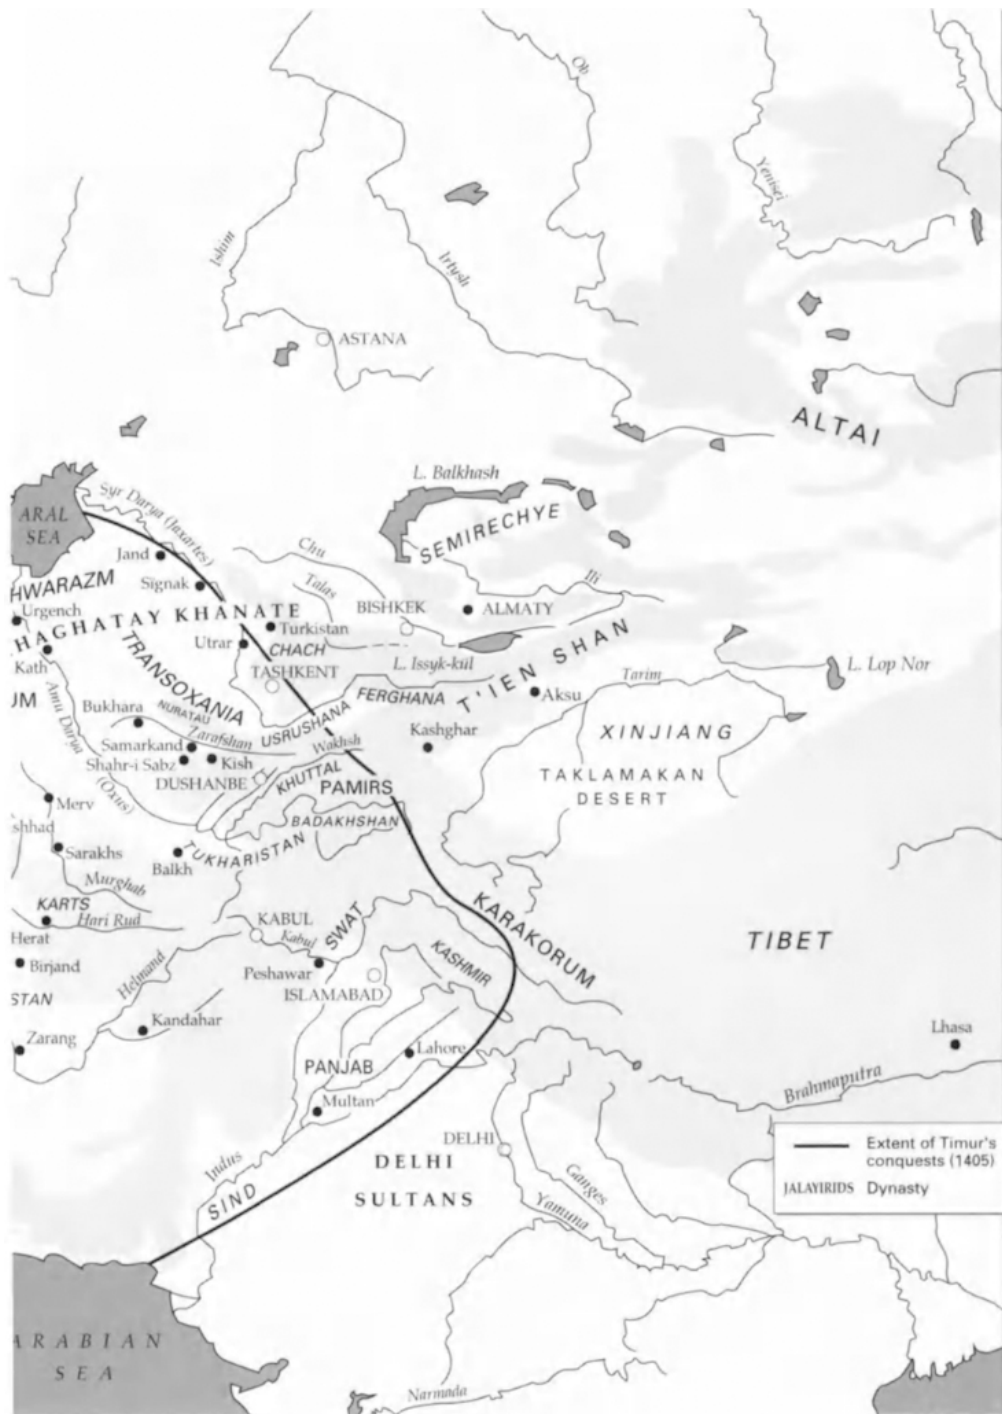 Ob
Yenisei
Ishim
Irtysh
ASTANA
ALTAI
L. Balkhash
Syr Darya (Jaxartes)
ARAL
SEA
SEMIRECHYE
Chu
Jand
Ili
Talas
HWARAZM
Sïgnak
Urgench
BISHKEK
ALMATY
HAGHATAY KHANATE
Turkistan
Utrar
CHACH
Kath
TRANSOXANIA
TASHKENT
L. Issyk-kül
T'IEN SHAN
L. Lop Nor
Tarim
UM
FERGHANA
Aksu
Bukhara
NURATAU
USRUSHANA
Amu Darya (Oxus)
Zarafshan
Kashghar
XINJIANG
Samarkand
Wakhsh
Shahr-i Sabz
Kish
DUSHANBE
KHUTTAL
PAMIRS
TAKLAMAKAN
DESERT
Merv
BADAKHSHAN
shhad
Sarakhs
TUKHARISTAN
Balkh
Murghab
KARTS
Hari Rud
KABUL
Kabul
SWAT
KARAKORUM
Herat
TIBET
Birjand
Helmand
Peshawar
KASHMIR
ISLAMABAD
STAN
Kandahar
Lhasa
Zarang
Lahore
PANJAB
Brahmaputra
Multan
DELHI
Extent of Timur's
conquests (1405)
JALAYIRIDS Dynasty
Indus
DELHI
SULTANS
Ganges
SIND
Yamuna
ARABIAN
SEA
Narmada